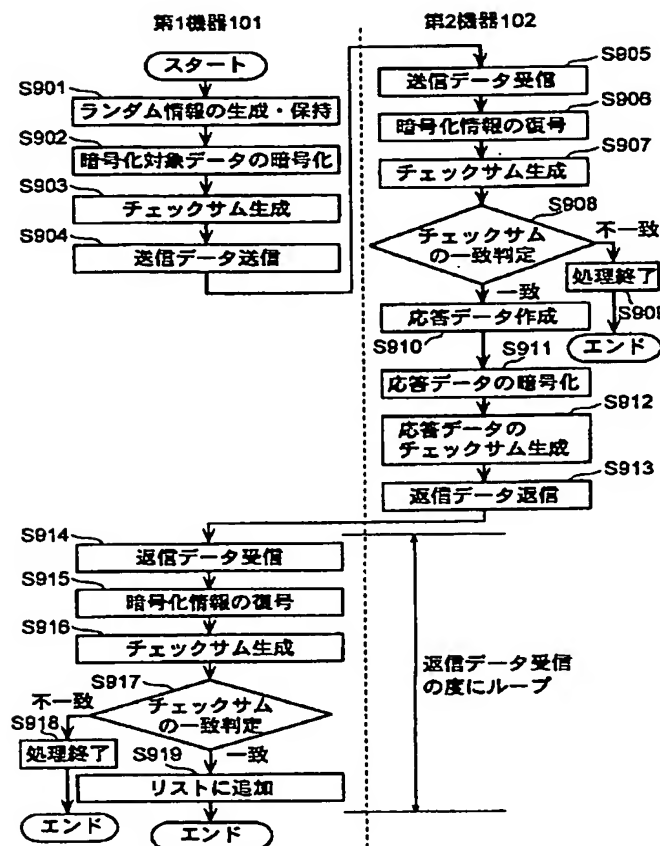 第1機器101
第2機器102
スタート
S901
ランダム情報の生成・保持
S902
暗号化対象データの暗号化
S903
チェックサム生成
S904
送信データ送信
S905
送信データ受信
S906
暗号化情報の復号
S907
チェックサム生成
S908
チェックサム
の一致判定
不一致
処理終了
S909
エンド
一致
応答データ作成
S910
S911
応答データの暗号化
S912
応答データの
チェックサム生成
S913
返信データ返信
S914
返信データ受信
S915
暗号化情報の復号
S916
チェックサム生成
S917
チェックサム
の一致判定
不一致
S918
処理終了
エンド
一致
S919
リストに追加
エンド
返信データ受信
の度にループ